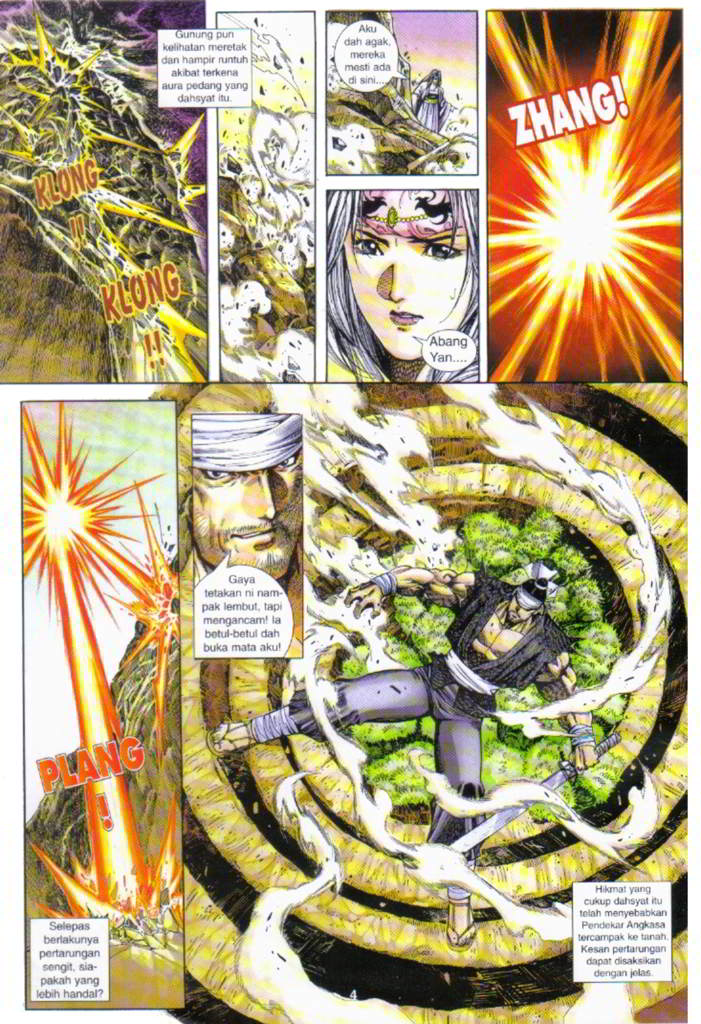 Gunung pun
kelihatan meretak
dan hampir runtuh
akibat terkena
aura pedang yang
dahsyat itu.
KLONG
!!
KLONG
!!
Aku
dah agak,
mereka
mesti ada
di sini....
Abang
Yan....
ZHANG!
PLANG
!
Gaya
tetakan ni nam-
pak lembut, tapi
mengancam! Ia
betul-betul dah
buka mata aku!
Selepas
berlakunya
pertarungan
sengit, sia-
pakah yang
lebih handal?
Hikmat yang
cukup dahsyat itu
telah menyebabkan
Pendekar Angkasa
tercampak ke tanah.
Kesan pertarungan
dapat disaksikan
dengan jelas.
4